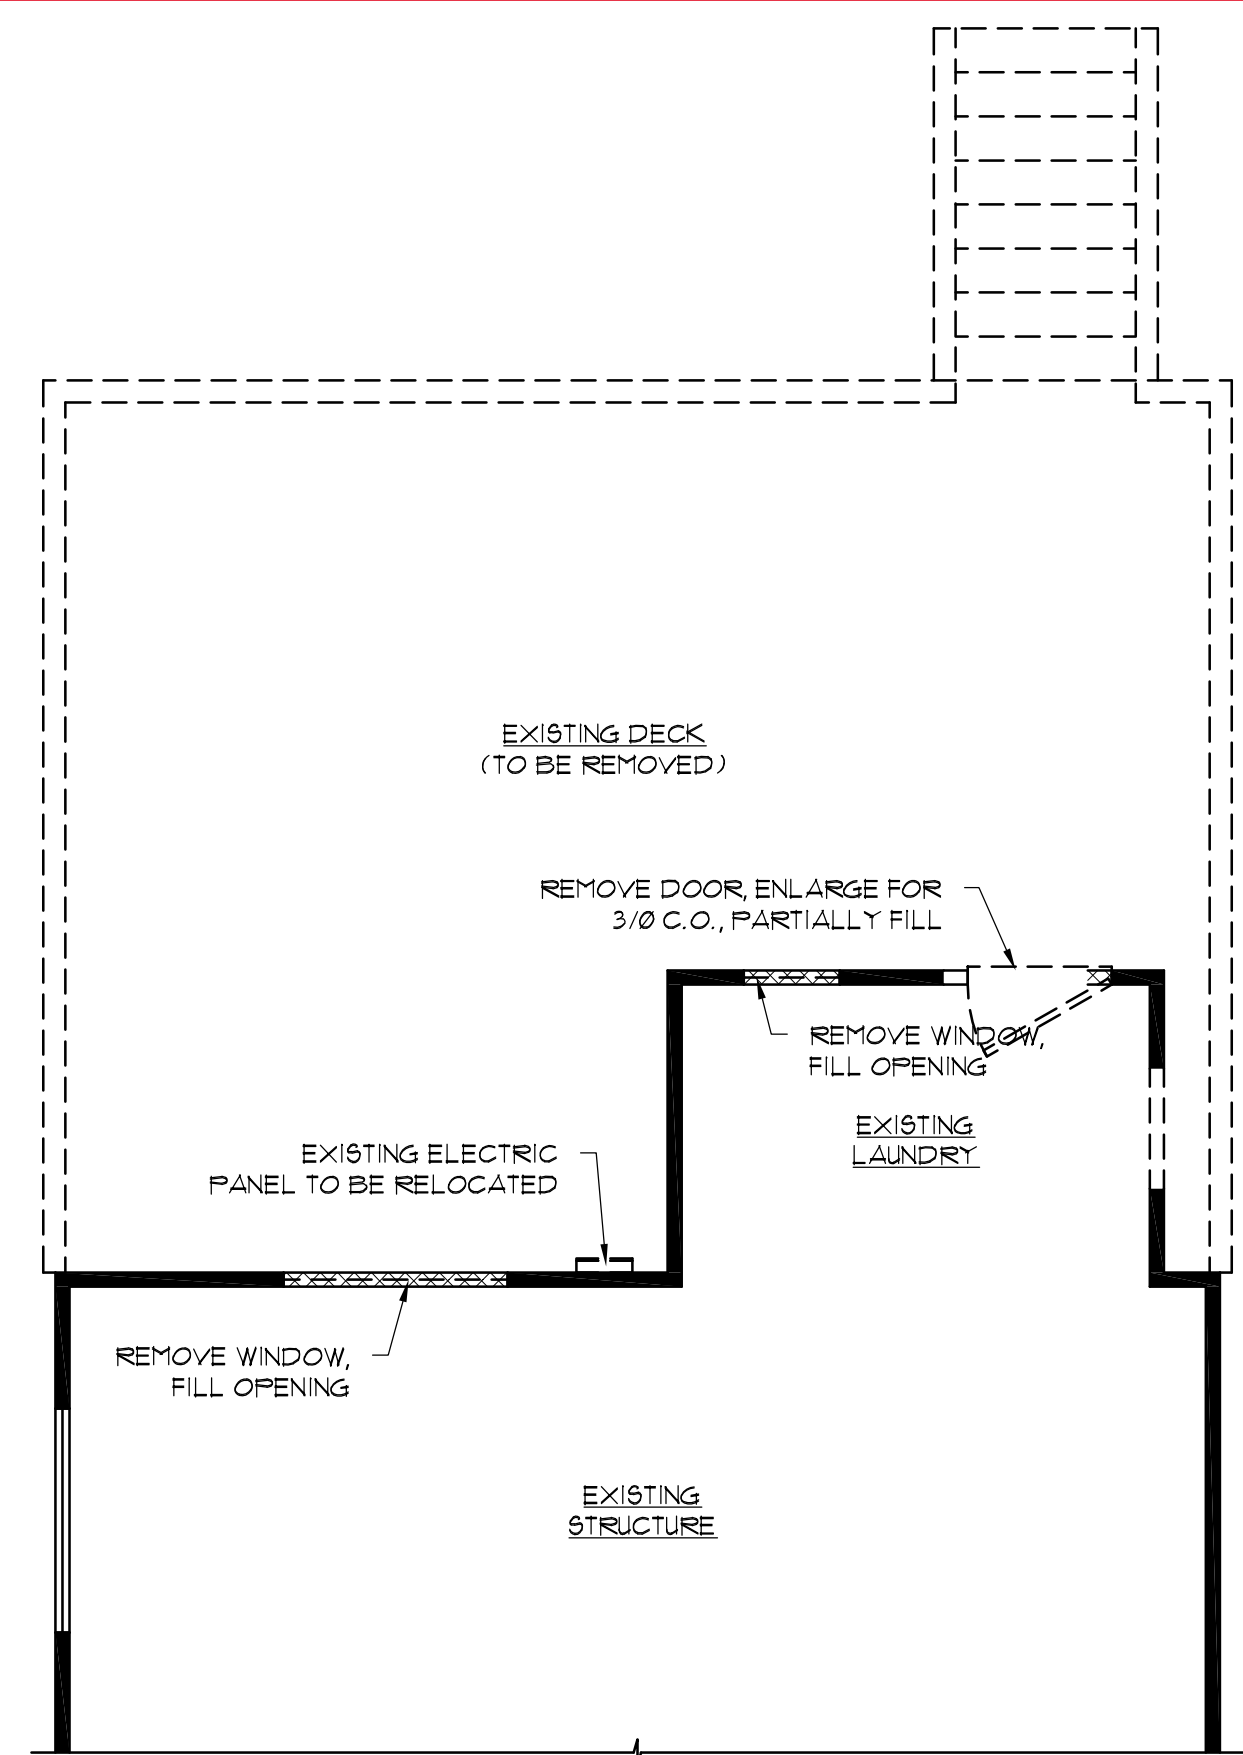 EXISTING DECK
(TO BE REMOVED)
REMOVE DOOR, ENLARGE FOR
3/Ø C.O., PARTIALLY FILL
REMOVE WINDOW,
FILL OPENING
EXISTING
LAUNDRY
EXISTING ELECTRIC
PANEL TO BE RELOCATED
REMOVE WINDOW,
FILL OPENING
EXISTING
STRUCTURE